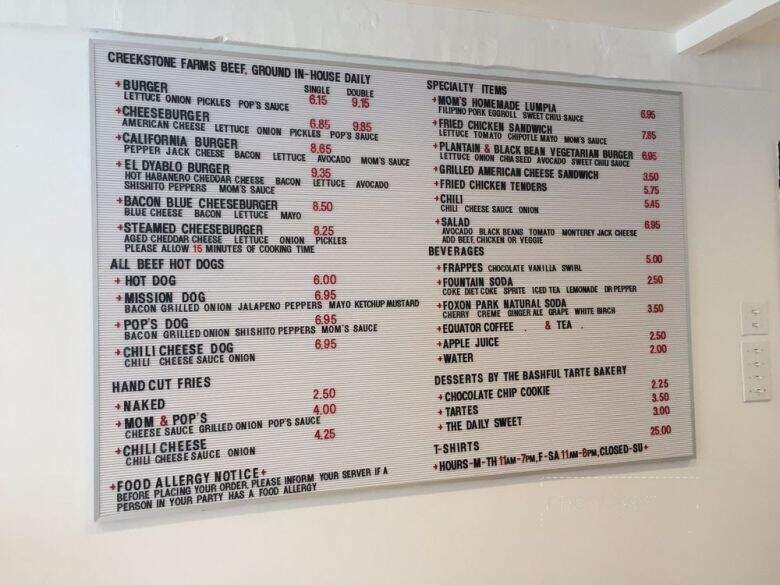 CREEKSTONE FARMS BEEF, GROUND IN-HOUSE DAILY
SINGLE DOUBLE
+BURGER 6.15 9.15
LETTUCE ONION PICKLES POP'S SAUCE
+CHEESEBURGER 6.85 9.85
AMERICAN CHEESE LETTUCE ONION PICKLES POP'S SAUCE
+CALIFORNIA BURGER 8.65
PEPPER JACK CHEESE BACON LETTUCE AVOCADO MOM'S SAUCE
+EL DYABLO BURGER 9.35
HOT HABANERO CHEDDAR CHEESE BACON LETTUCE AVOCADO
SHISHITO PEPPERS MOM'S SAUCE
+BACON BLUE CHEESEBURGER 8.50
BLUE CHEESE BACON LETTUCE MAYO
+STEAMED CHEESEBURGER 8.25
AGED CHEDDAR CHEESE LETTUCE ONION PICKLES
PLEASE ALLOW 15 MINUTES OF COOKING TIME
ALL BEEF HOT DOGS
+HOT DOG 6.00
+MISSION DOG 6.95
BACON GRILLED ONION JALAPENO PEPPERS MAYO KETCHUP MUSTARD
+POP'S DOG 6.95
BACON GRILLED ONION SHISHITO PEPPERS MOM'S SAUCE
+CHILI CHEESE DOG 6.95
CHILI CHEESE SAUCE ONION
HAND CUT FRIES
+NAKED 2.50
+MOM & POP'S 4.00
CHEESE SAUCE GRILLED ONION POP'S SAUCE
+CHILI CHEESE 4.25
CHILI CHEESE SAUCE ONION
+FOOD ALLERGY NOTICE+
BEFORE PLACING YOUR ORDER, PLEASE INFORM YOUR SERVER IF A
PERSON IN YOUR PARTY HAS A FOOD ALLERGY
SPECIALTY ITEMS
+MOM'S HOMEMADE LUMPIA 6.95
FILIPINO PORK EGGROLL SWEET CHILI SAUCE
+FRIED CHICKEN SANDWICH 7.85
LETTUCE TOMATO CHIPOTLE MAYO MOM'S SAUCE
+PLANTAIN & BLACK BEAN VEGETARIAN BURGER 6.95
LETTUCE ONION CHIA SEED AVOCADO SWEET CHILI SAUCE
+GRILLED AMERICAN CHEESE SANDWICH 3.50
+FRIED CHICKEN TENDERS 5.75
+CHILI 5.45
CHILI CHEESE SAUCE ONION
+SALAD 6.95
AVOCADO BLACK BEANS TOMATO MONTEREY JACK CHEESE
ADD BEEF, CHICKEN OR VEGGIE
BEVERAGES
+FRAPPES CHOCOLATE VANILLA SWIRL 5.00
+FOUNTAIN SODA 2.50
COKE DIET COKE SPRITE ICED TEA LEMONADE DR PEPPER
+FOXON PARK NATURAL SODA 3.50
CHERRY CREME GINGER ALE GRAPE WHITE BIRCH
+EQUATOR COFFEE & TEA
+APPLE JUICE 2.50
+WATER 2.00
DESSERTS BY THE BASHFUL TARTE BAKERY
+CHOCOLATE CHIP COOKIE 2.25
+TARTES 3.50
+THE DAILY SWEET 3.00
T-SHIRTS 25.00
+HOURS-M-TH 11AM-7PM, F-SA 11AM-8PM, CLOSED-SU+